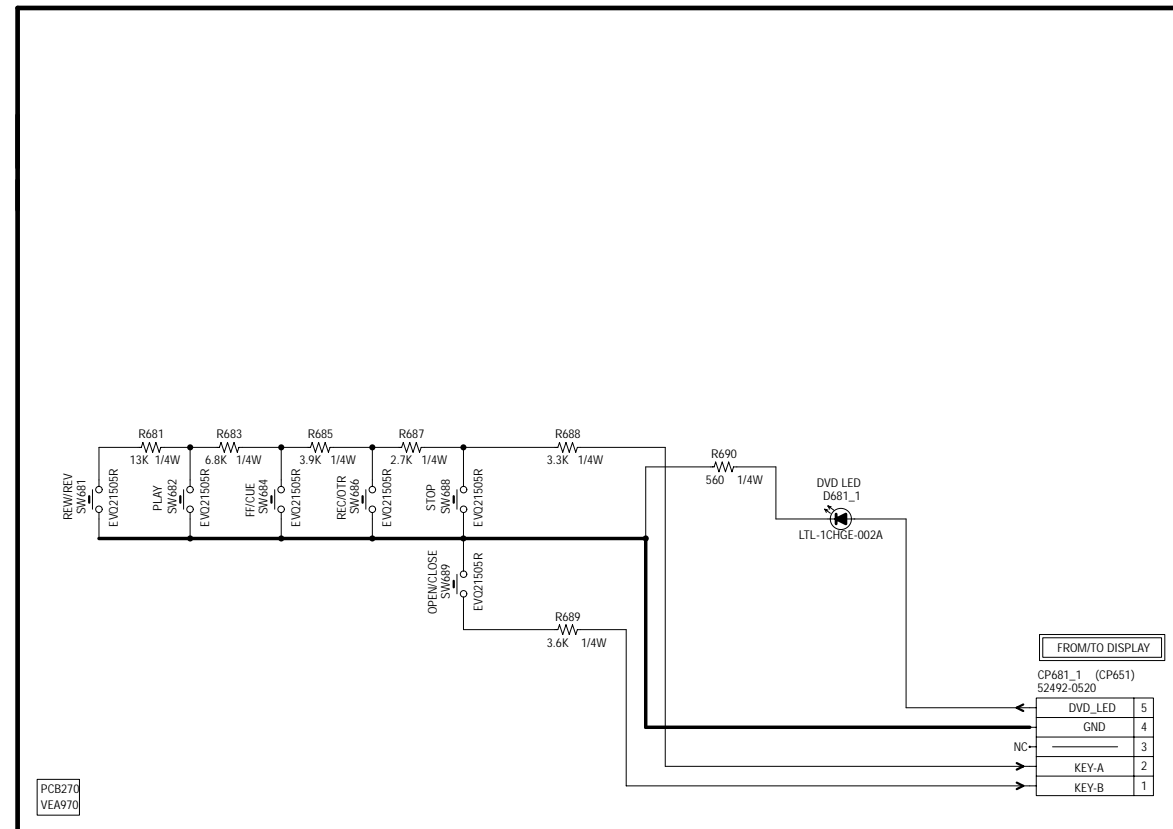 R681
13K 1/4W
R683
6.8K 1/4W
R685
3.9K 1/4W
R687
2.7K 1/4W
R688
3.3K 1/4W
R690
560 1/4W
REW/REV
SW681
EVQ21505R
PLAY
SW682
EVQ21505R
FF/CUE
SW684
EVQ21505R
REC/OTR
SW686
EVQ21505R
STOP
SW688
EVQ21505R
DVD LED
D681_1
LTL-1CHGE-002A
OPEN/CLOSE
SW689
EVQ21505R
R689
3.6K 1/4W
FROM/TO DISPLAY
CP681_1 (CP651)
52492-0520
DVD_LED 5
GND 4
NC 3
KEY-A 2
KEY-B 1
PCB270
VEA970